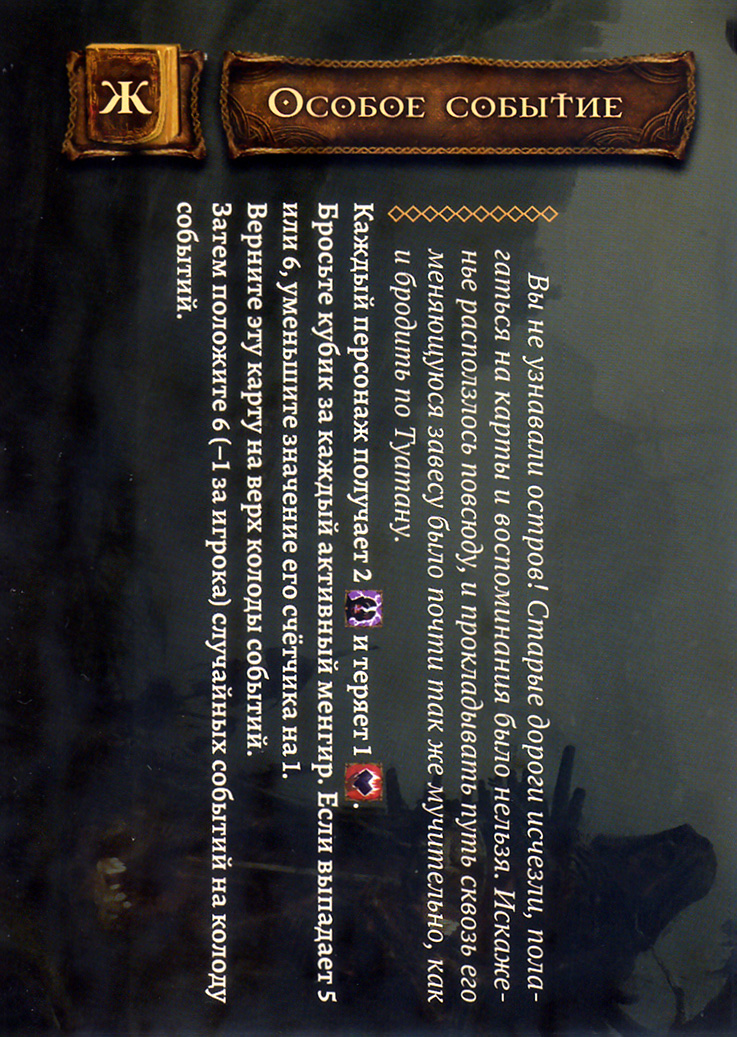 Ж
Особое событие
Вы не узнавали остров! Старые дороги исчезли, пола-
гаться на карты и воспоминания было нельзя. Искаже-
нье расползлось повсюду, и прокладывать путь сквозь его
меняющуюся завесу было почти так же мучительно, как
и бродить по Туатану.
Каждый персонаж получает 2 и теряет 1 .
Бросьте кубик за каждый активный менгир. Если выпадает 5
или 6, уменьшите значение его счётчика на 1.
Верните эту карту на верх колоды событий.
Затем положите 6 (–1 за игрока) случайных событий на колоду
событий.